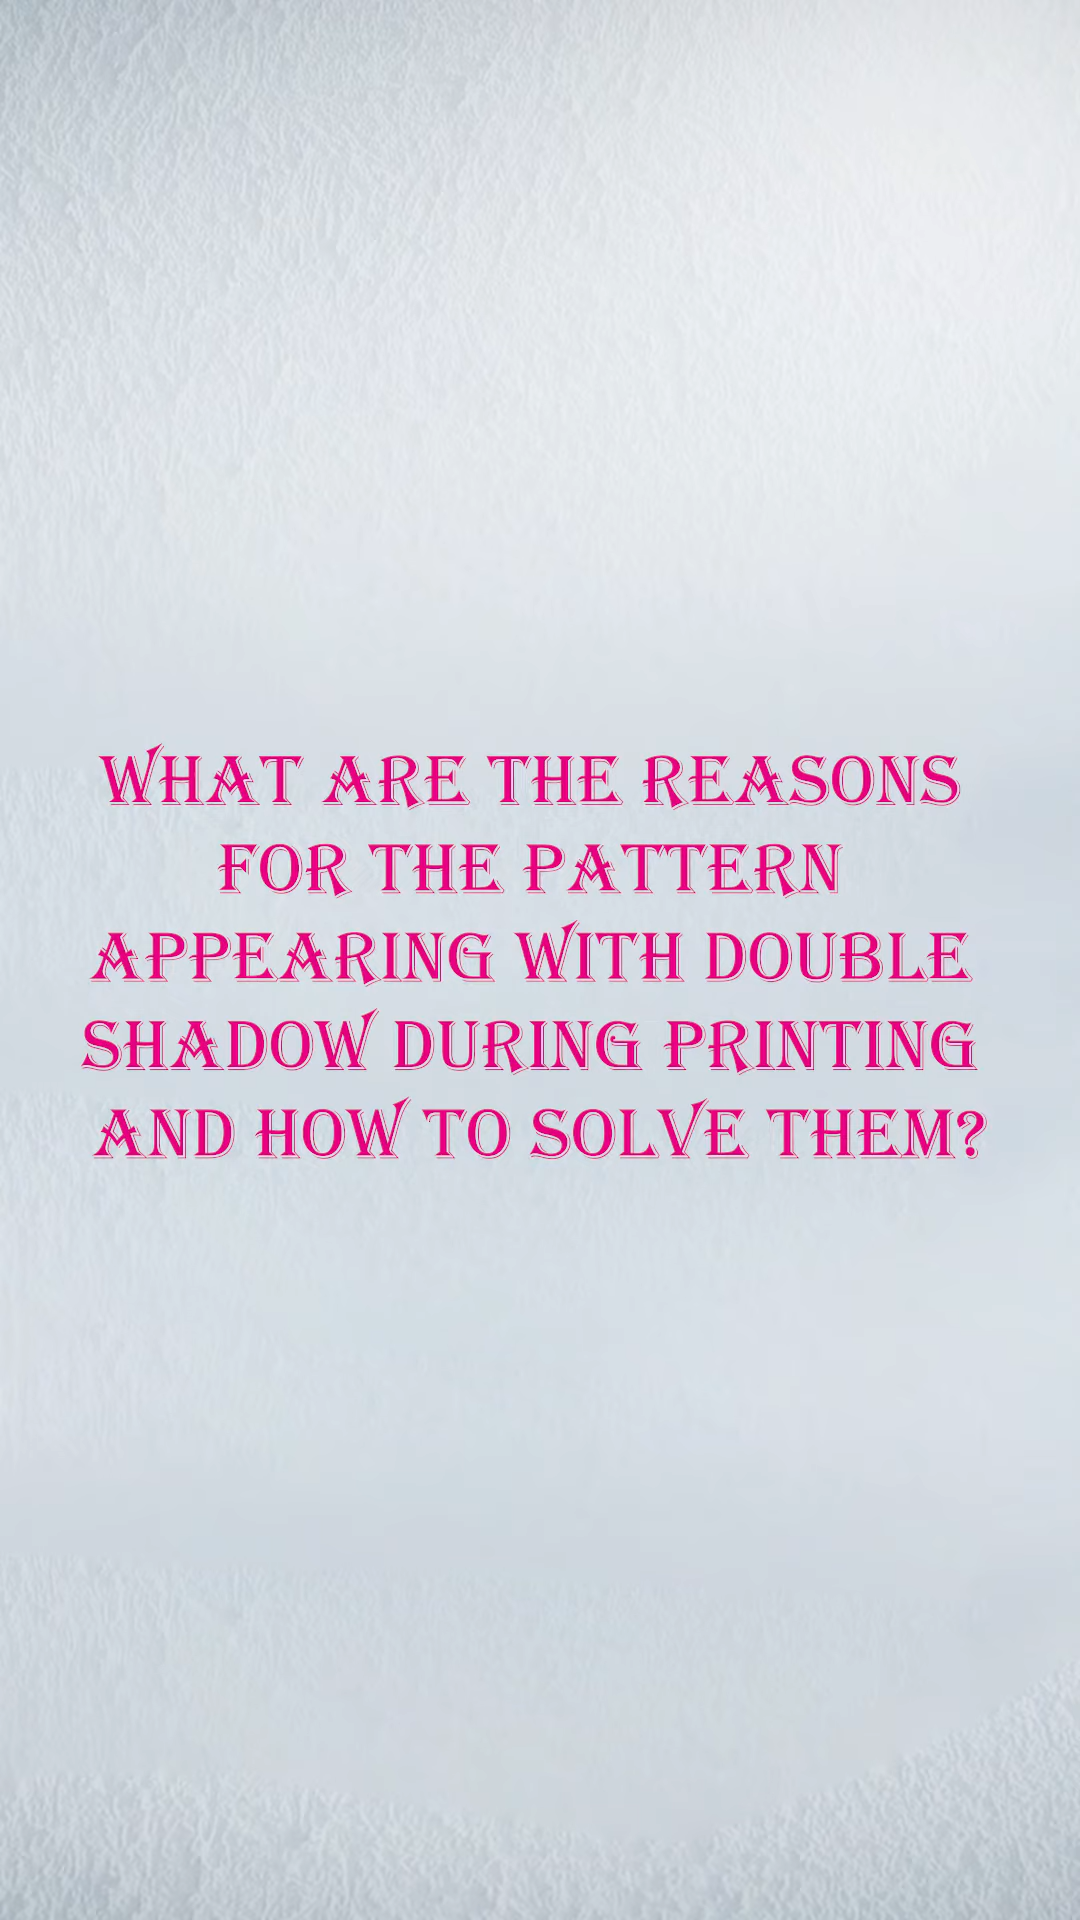 WHAT ARE THE REASONS
FOR THE PATTERN
APPEARING WITH DOUBLE
SHADOW DURING PRINTING
AND HOW TO SOLVE THEM?